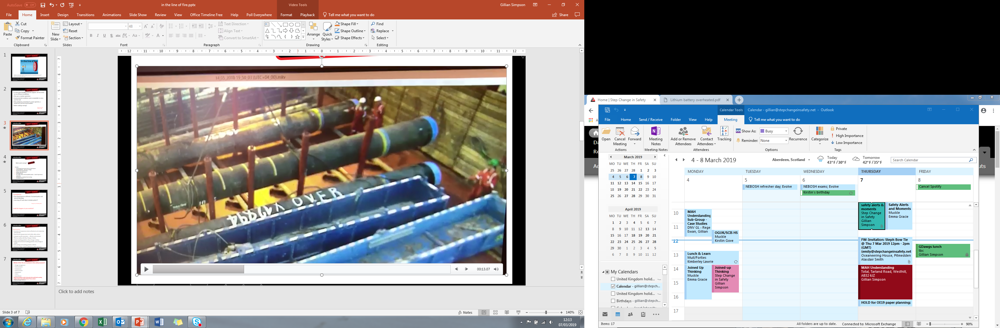 AutoSave Off
in the line of fire.pptx
Video Tools
Gillian Simpson
File Home Insert Design Transitions Animations Slide Show Review View Office Timeline Free Help Poll Everywhere Format Playback Tell me what you want to do Share
Paste
Cut
Copy
Format Painter
Clipboard
New Slide
Layout
Reset
Section
Slides
48
Font
Text Direction
Align Text
Convert to SmartArt
Paragraph
Arrange
Quick Styles
Shape Fill
Shape Outline
Shape Effects
Drawing
Find
Replace
Select
Editing
1
In the line of fire
2
3
4
5
6
7
14_05_2018 19_50_03 (UTC+04_00).mkv
OVER
00:13.07
Click to add notes
Slide 3 of 7
Notes
140%
12:13
07/03/2019
Home | Step Change in Safety
Lithium battery overheated.pdf
Calendar Tools
Calendar - gillian@stepchangeinsafety.net - Outlook
File Home Send / Receive Folder View Help Meeting Tell me what you want to do
Open
Cancel Meeting
Forward
Actions
Meeting Notes
Meeting Notes
Add or Remove Attendees
Contact Attendees
Tracking
Attendees
Show As: Busy
Reminder: None
Recurrence
Options
Categorize
Private
High Importance
Low Importance
Tags
March 2019
MO TU WE TH FR SA SU
25 26 27 28 1 2 3
4 5 6 7 8 9 10
11 12 13 14 15 16 17
18 19 20 21 22 23 24
25 26 27 28 29 30 31
April 2019
MO TU WE TH FR SA SU
1 2 3 4 5 6 7
8 9 10 11 12 13 14
15 16 17 18 19 20 21
22 23 24 25 26 27 28
29 30 1 2 3 4 5
6 7 8 9 10 11 12
My Calendars
United Kingdom holid...
Calendar - gillian@stepch...
United Kingdom holid...
Birthdays - gillian@stepch...
4 - 8 March 2019
Aberdeen, Scotland
Today
43° F / 30° F
Tomorrow
42° F / 35° F
Search Calendar
MONDAY TUESDAY WEDNESDAY THURSDAY FRIDAY
4 5 6 7 8
NEBOSH refresher day; Evolve
NEBOSH exams; Evolve
Kirstin's birthday
Cancel Spotify
10
11
12
13
14
15
16
17
MAH
Understanding
Sub-Group -
Case Studies
DNV GL - Rege
Ewan, Gillian
OGUK/SCIS HS
Muckle
Kirstin Gove
Lunch & Learn
Mull/Forties
Kimberley Lawrie
Joined Up
Thinking
Muckle
Emma Gracie
Joined-up
Thinking
Step Change
in Safety
Gillian
Simpson
safety alerts &
moments
Step Change
in Safety
Gillian
Simpson
Safety Alerts
and Moments
Muckle
Emma Gracie
FW: Invitation: Steph Bow Tie
@ Thu 7 Mar 2019 12pm - 2pm
(GMT)
(emily@stepchangeinsafety.net
Oceaneering House, Pitmedden
Alasdair Smith
MAH Understanding
Total, Tarland Road, Westhill,
AB32 6JZ
Gillian Simpson
HOLD for OE19 paper planning;
GDawgs lunch
tbc
Gillian Simpson
Items: 17
All folders are up to date.
Connected to: Microsoft Exchange
90%